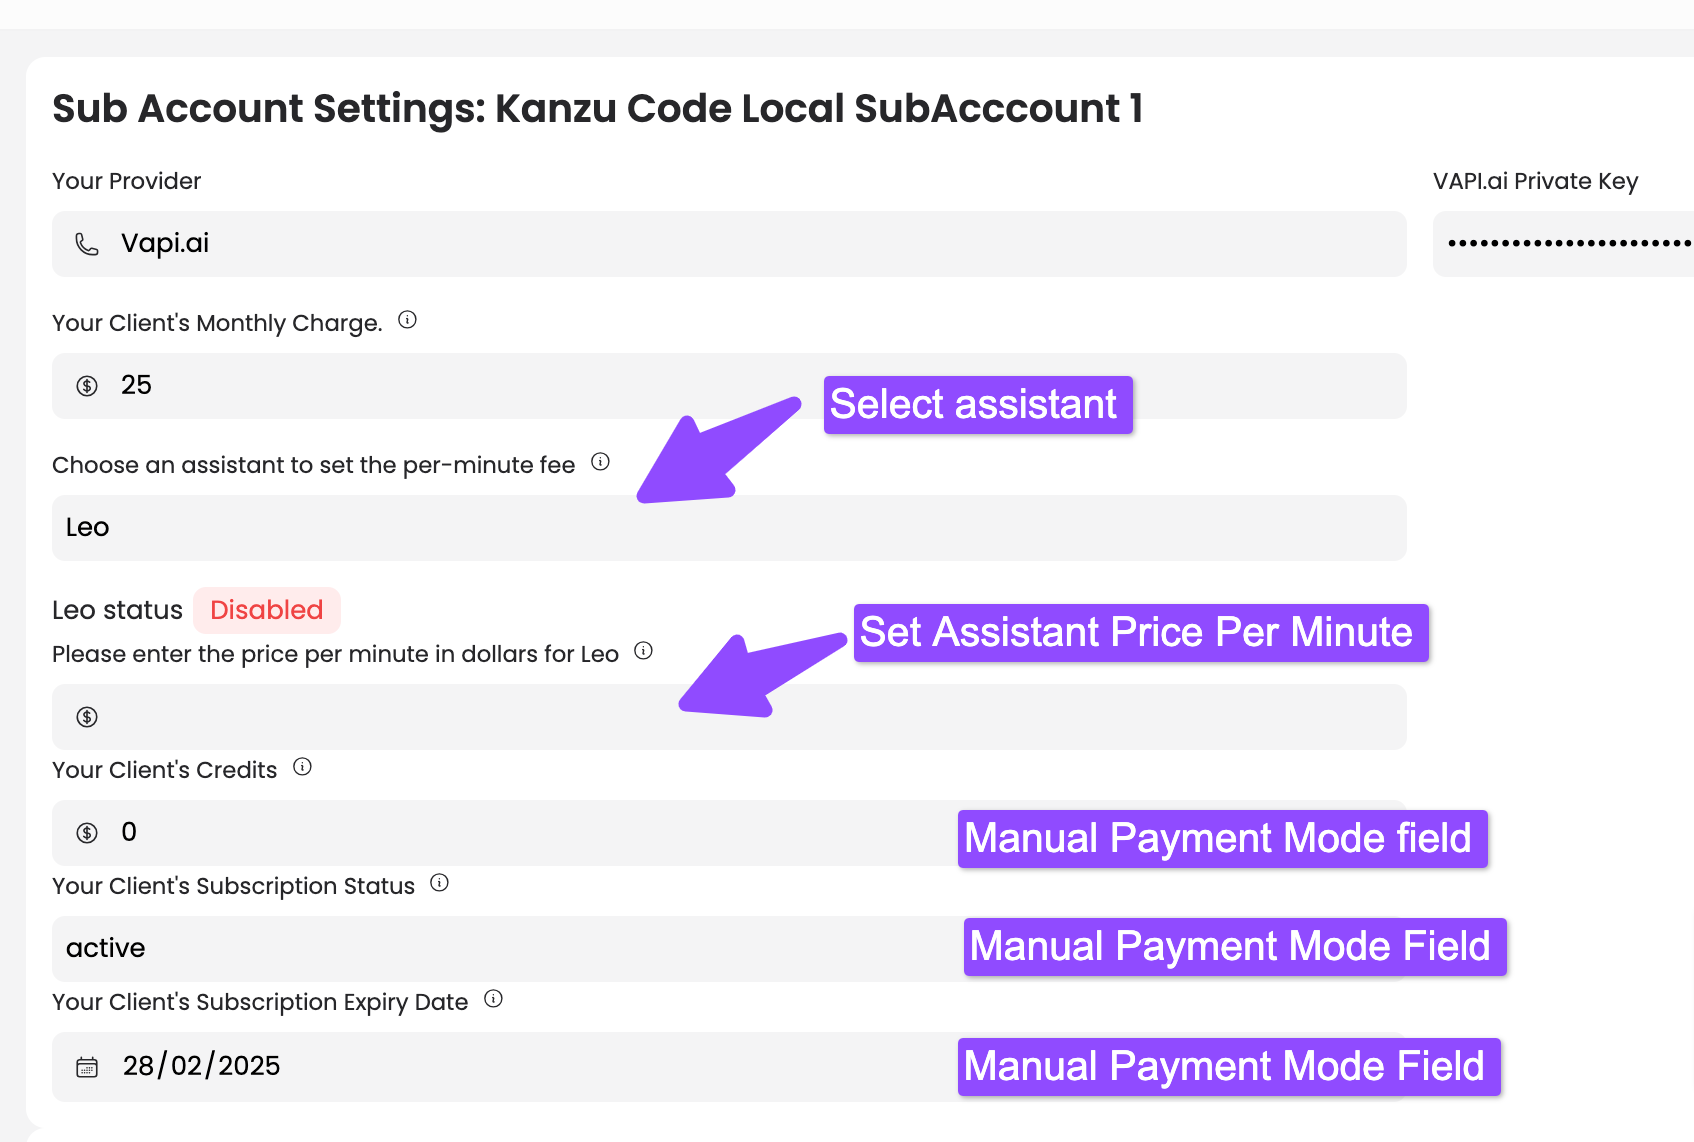 Sub Account Settings: Kanzu Code Local SubAcccount 1
Your Provider
VAPI.ai Private Key
Vapi.ai
•••••••••••••••••••••••
Your Client's Monthly Charge.
25
Select assistant
Choose an assistant to set the per-minute fee
Leo
Leo status Disabled
Set Assistant Price Per Minute
Please enter the price per minute in dollars for Leo
Your Client's Credits
0
Manual Payment Mode field
Your Client's Subscription Status
active
Manual Payment Mode Field
Your Client's Subscription Expiry Date
28/02/2025
Manual Payment Mode Field